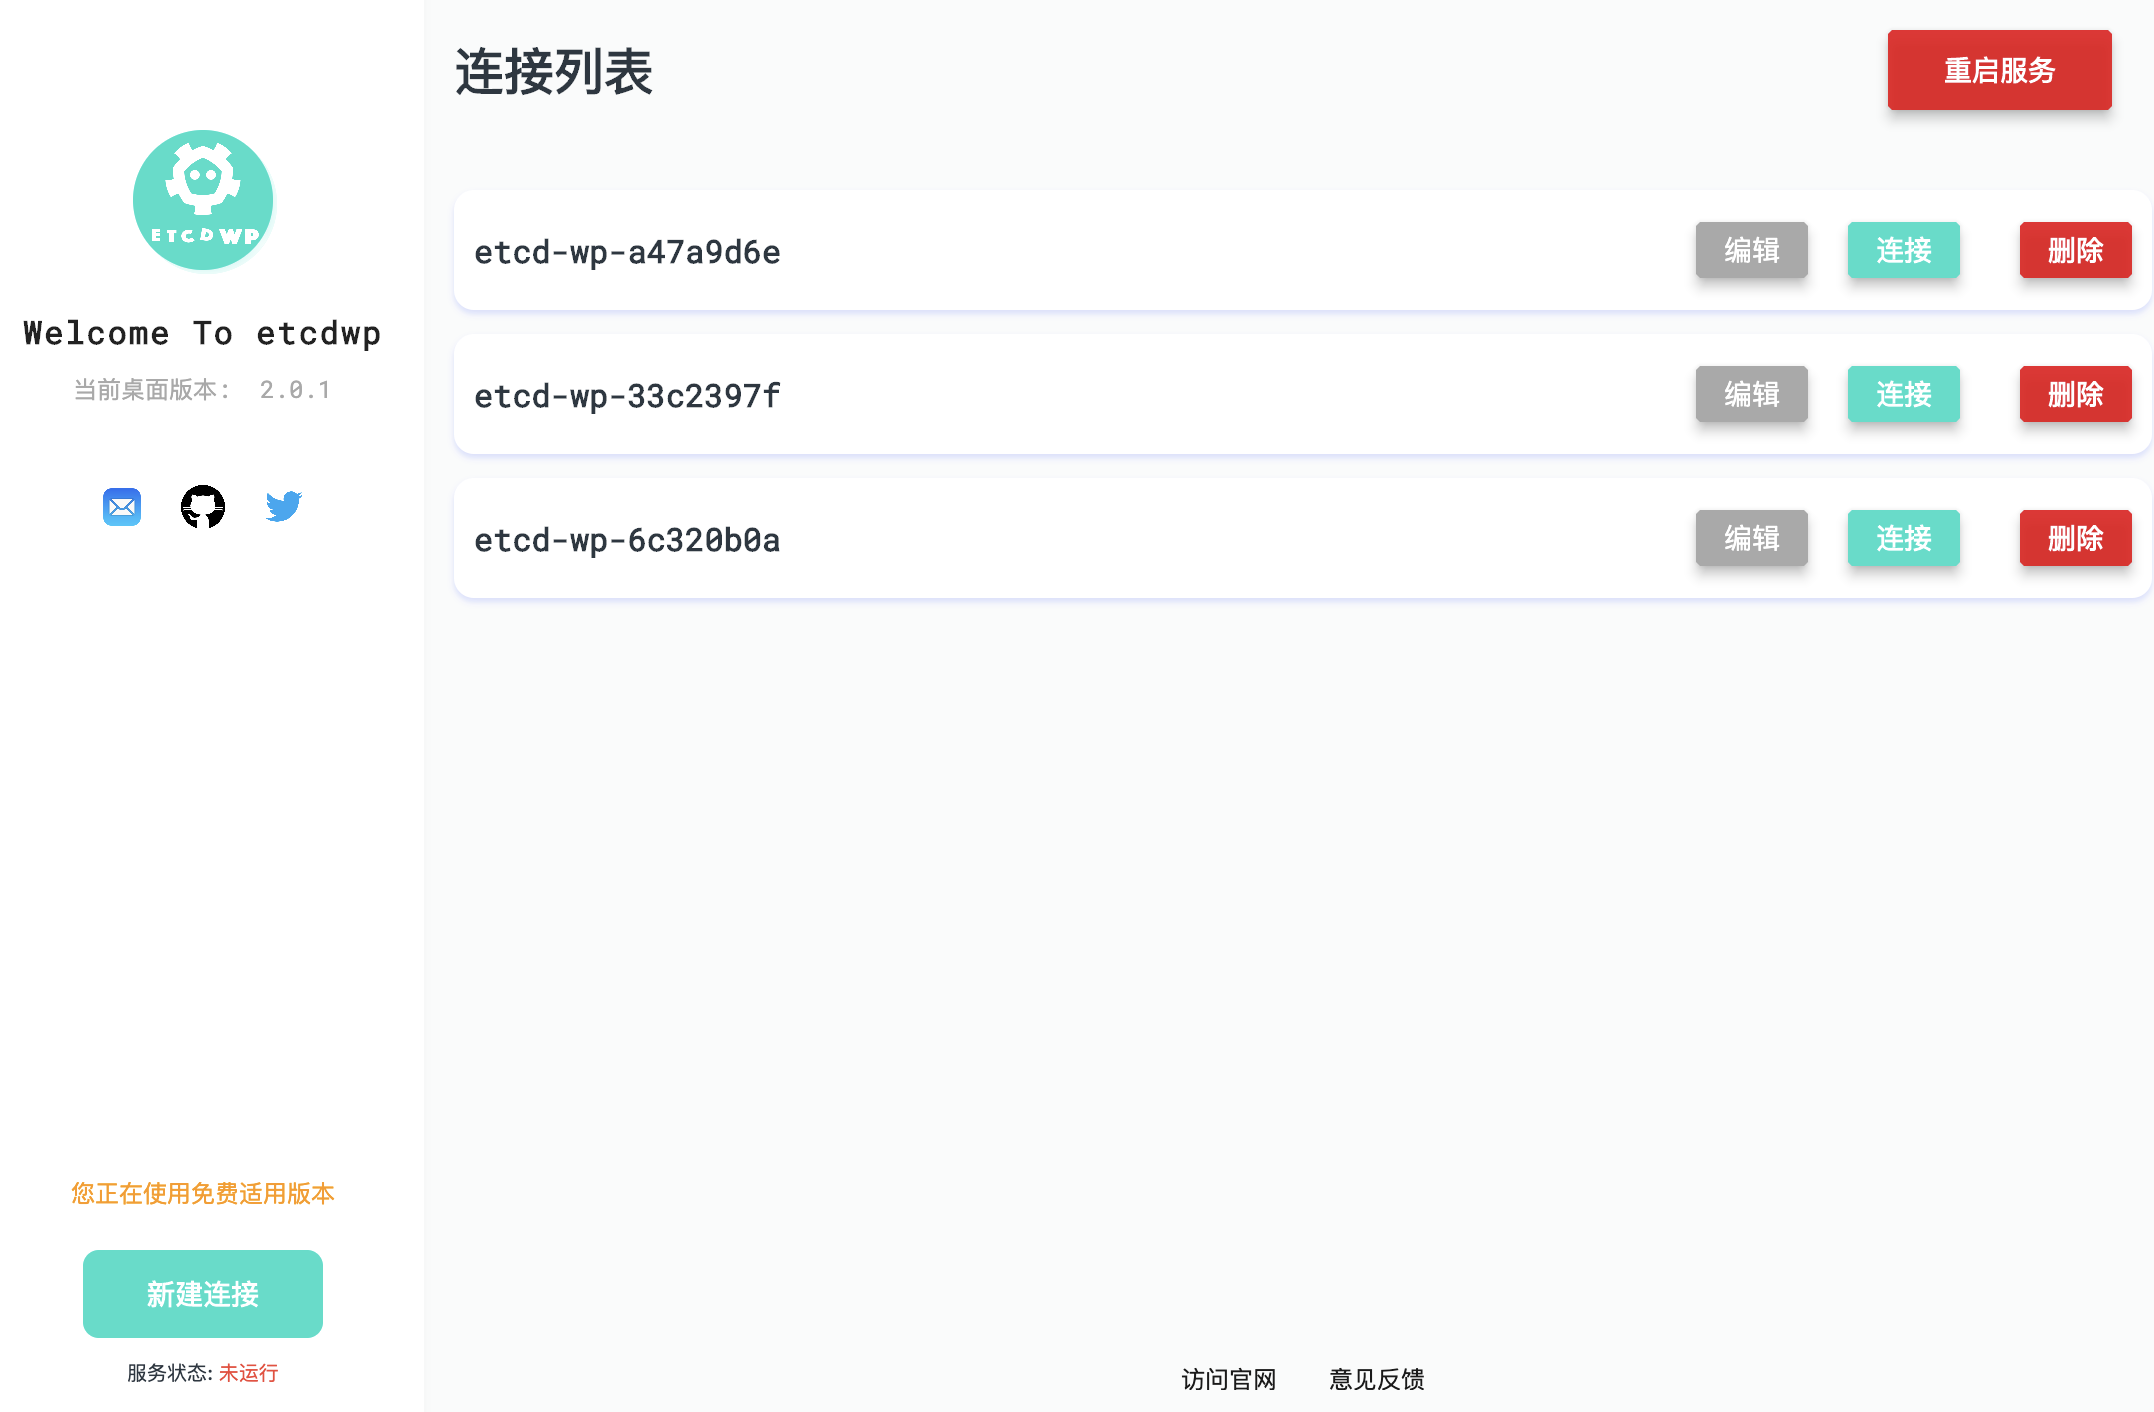 ETCDWP
Welcome To etcdwp
当前桌面版本： 2.0.1
您正在使用免费适用版本
新建连接
服务状态: 未运行
连接列表
重启服务
etcd-wp-a47a9d6e 编辑 连接 删除
etcd-wp-33c2397f 编辑 连接 删除
etcd-wp-6c320b0a 编辑 连接 删除
访问官网 意见反馈